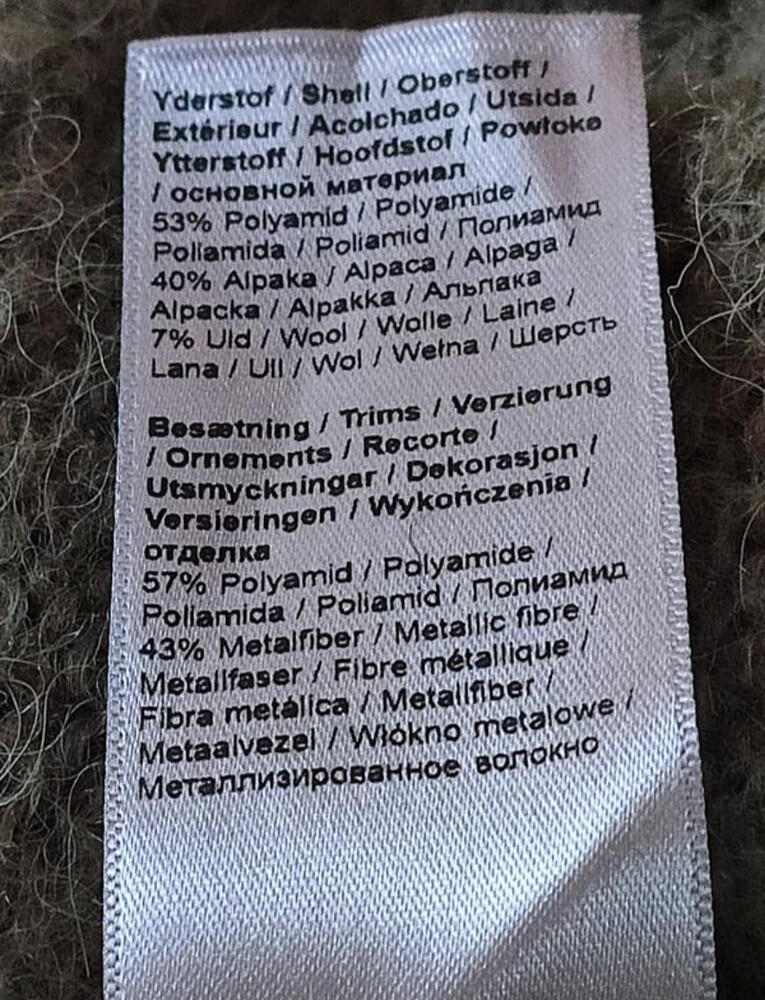 Yderstof / Shell / Oberstoff /
Extérieur / Acolchado / Utsida /
Ytterstoff / Hoofdstof / Powłoke
/ основной материал
53% Polyamid / Polyamide /
Poliamida / Poliamid / Полиамид
40% Alpaka / Alpaca / Alpaga /
Alpacka / Alpakka / Альпака
7% Uld / Wool / Wolle / Laine /
Lana / Ull / Wol / Wełna / Шерсть
Besætning / Trims / Verzierung
/ Ornements / Recorte /
Utsmyckningar / Dekorasjon /
Versieringen / Wykończenia /
отделка
57% Polyamid / Polyamide /
Poliamida / Poliamid / Полиамид
43% Metalfiber / Metallic fibre /
Metallfaser / Fibre métallique /
Fibra metálica / Metallfiber /
Metaalvezel / Włókno metalowe /
Металлизированное волокно